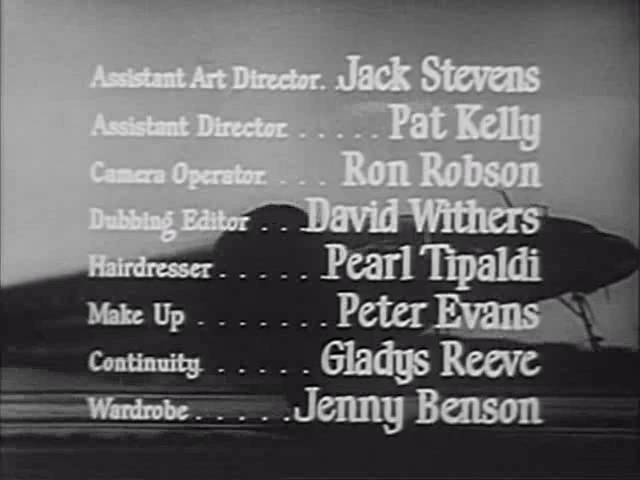 Assistant Art Director. . Jack Stevens
Assistant Director . . . . . Pat Kelly
Camera Operator. . . . Ron Robson
Dubbing Editor . . . David Withers
Hairdresser . . . . . Pearl Tipaldi
Make Up . . . . . . . Peter Evans
Continuity. . . . . . Gladys Reeve
Wardrobe . . . . . Jenny Benson